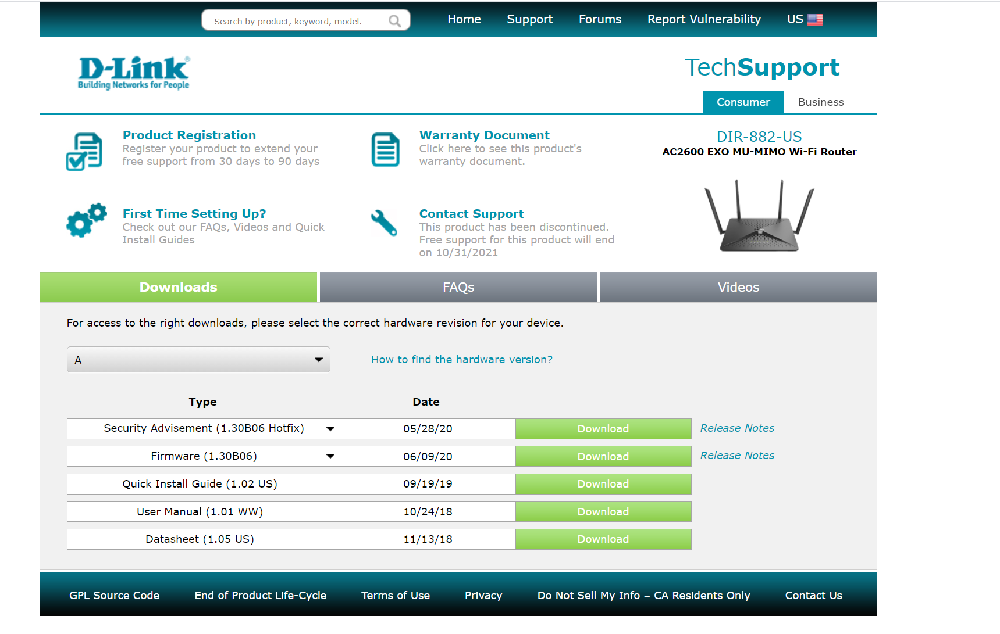 Search by product, keyword, model.
Home
Support
Forums
Report Vulnerability
US
D-Link®
Building Networks for People
TechSupport
Consumer
Business
Product Registration
Register your product to extend your
free support from 30 days to 90 days
Warranty Document
Click here to see this product's
warranty document.
DIR-882-US
AC2600 EXO MU-MIMO Wi-Fi Router
First Time Setting Up?
Check out our FAQs, Videos and Quick
Install Guides
Contact Support
This product has been discontinued.
Free support for this product will end
on 10/31/2021
Downloads
FAQs
Videos
For access to the right downloads, please select the correct hardware revision for your device.
A
How to find the hardware version?
Type
Date
Security Advisement (1.30B06 Hotfix)
05/28/20
Download
Release Notes
Firmware (1.30B06)
06/09/20
Download
Release Notes
Quick Install Guide (1.02 US)
09/19/19
Download
User Manual (1.01 WW)
10/24/18
Download
Datasheet (1.05 US)
11/13/18
Download
GPL Source Code
End of Product Life-Cycle
Terms of Use
Privacy
Do Not Sell My Info – CA Residents Only
Contact Us